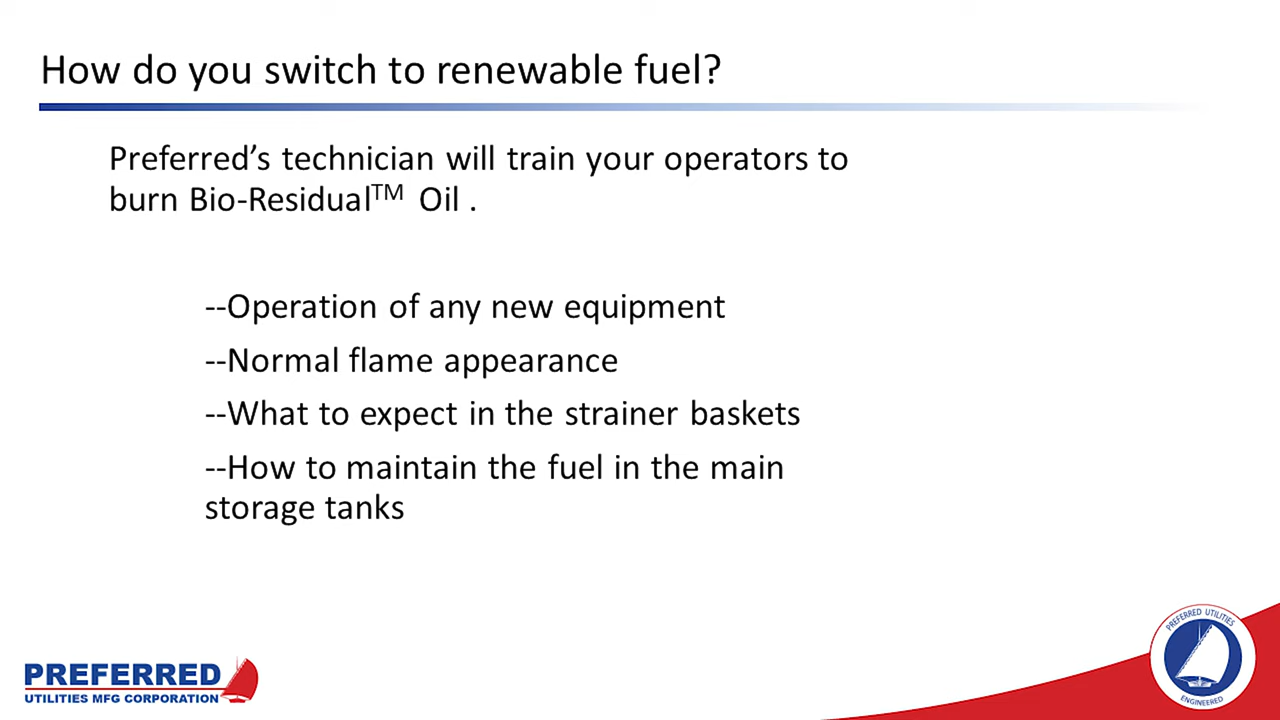 How do you switch to renewable fuel?
Preferred’s technician will train your operators to
burn Bio-Residual™ Oil .
--Operation of any new equipment
--Normal flame appearance
--What to expect in the strainer baskets
--How to maintain the fuel in the main
storage tanks
PREFERRED
UTILITIES MFG CORPORATION
PREFERRED UTILITIES
ENGINEERED